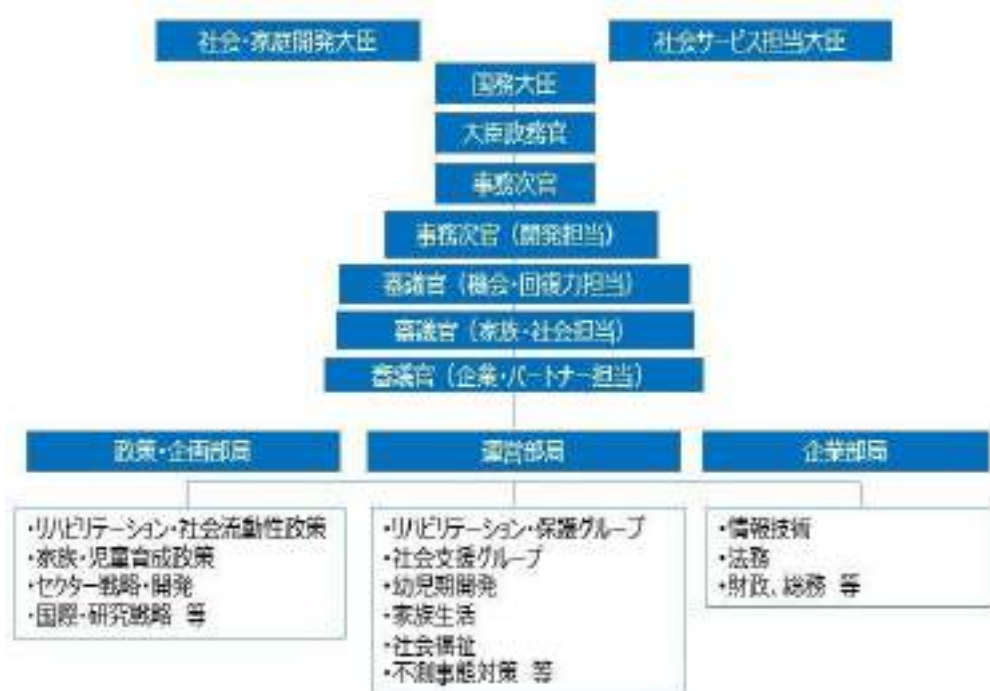 社会・家庭開発大臣
社会サービス担当大臣
国務大臣
大臣政務官
事務次官
事務次官（開発担当）
審議官（機会・回復力担当）
審議官（家族・社会担当）
審議官（企業・パートナー担当）
政策・企画部局
運営部局
企業部局
・リハビリテーション・社会流動性政策
・家族・児童育成政策
・セクター戦略・開発
・国際・研究戦略 等
・リハビリテーション・保護グループ
・社会支援グループ
・幼児期開発
・家族生活
・社会福祉
・不測事態対策 等
・情報技術
・法務
・財政、総務 等